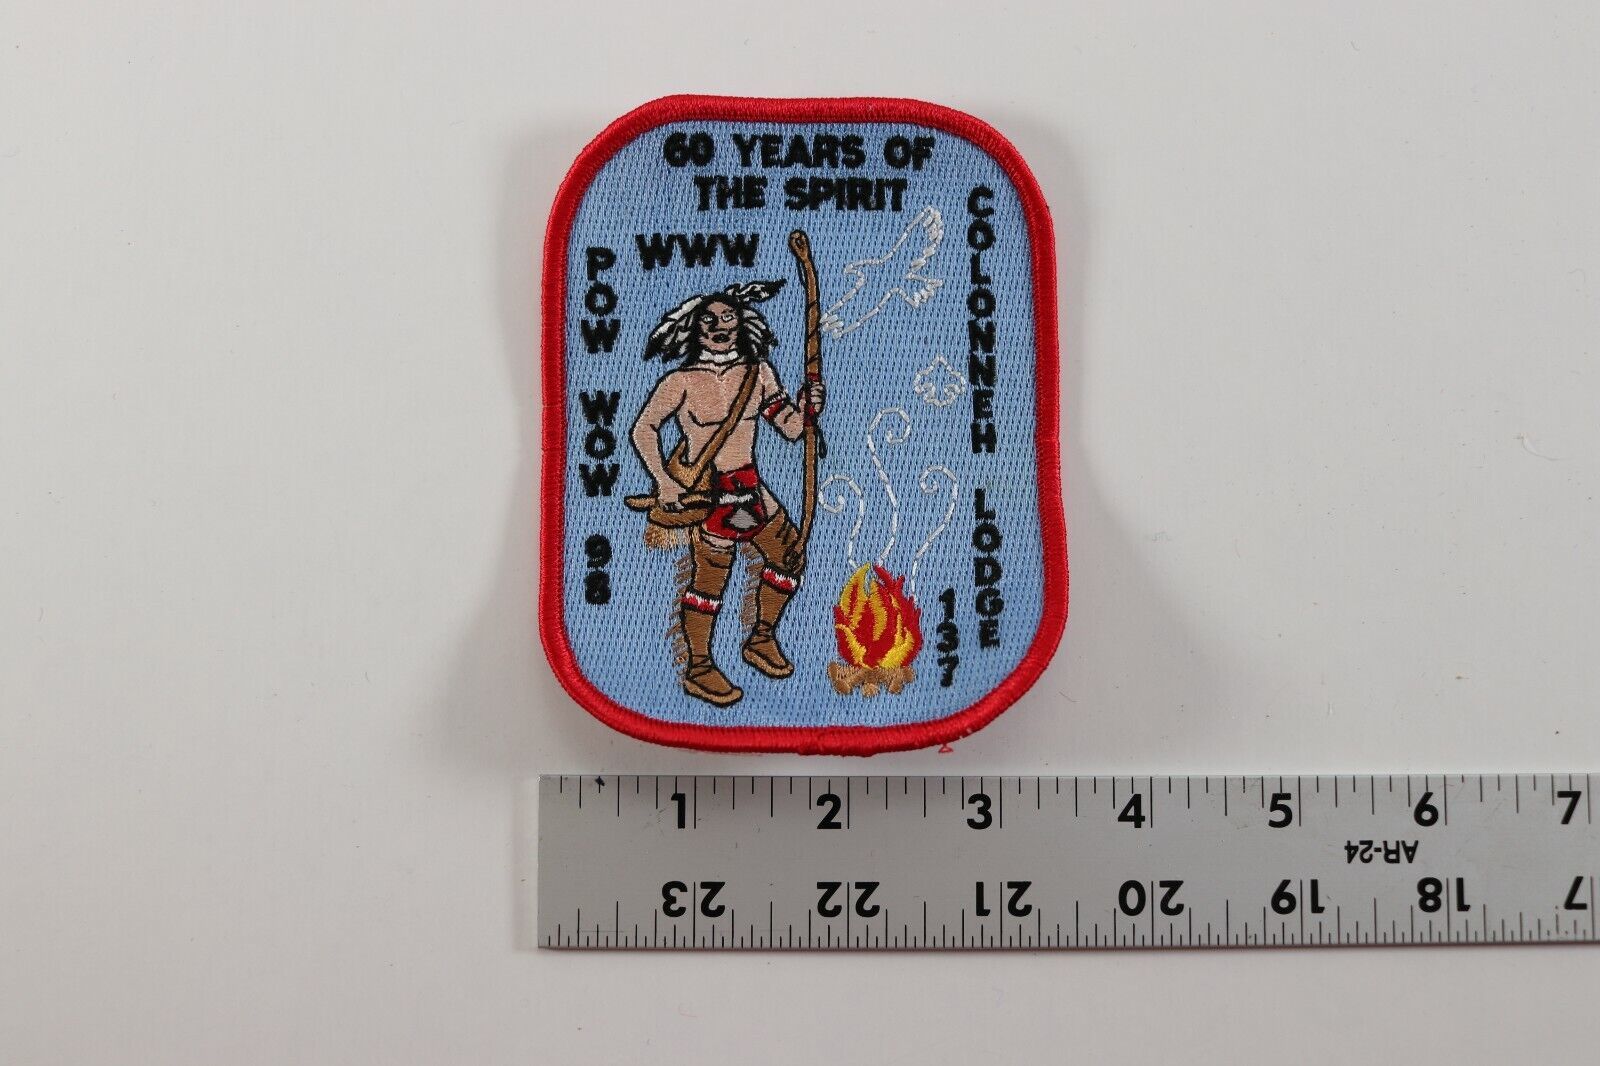 60 YEARS OF
THE SPIRIT
WWW
POW WOW 98
COLONNEH LODGE
137
1 2 3 4 5 6 7
AR-24
23 22 21 20 19 18 17